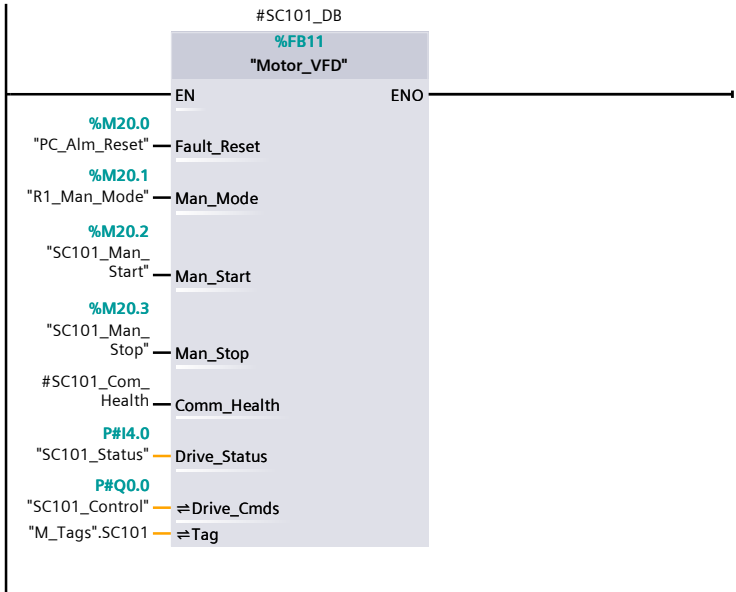 #SC101_DB
%FB11
"Motor_VFD"
EN ENO
%M20.0
"PC_Alm_Reset" Fault_Reset
%M20.1
"R1_Man_Mode" Man_Mode
%M20.2
"SC101_Man_
Start" Man_Start
%M20.3
"SC101_Man_
Stop" Man_Stop
#SC101_Com_
Health Comm_Health
P#I4.0
"SC101_Status" Drive_Status
P#Q0.0
"SC101_Control" ⇌Drive_Cmds
"M_Tags".SC101 ⇌Tag